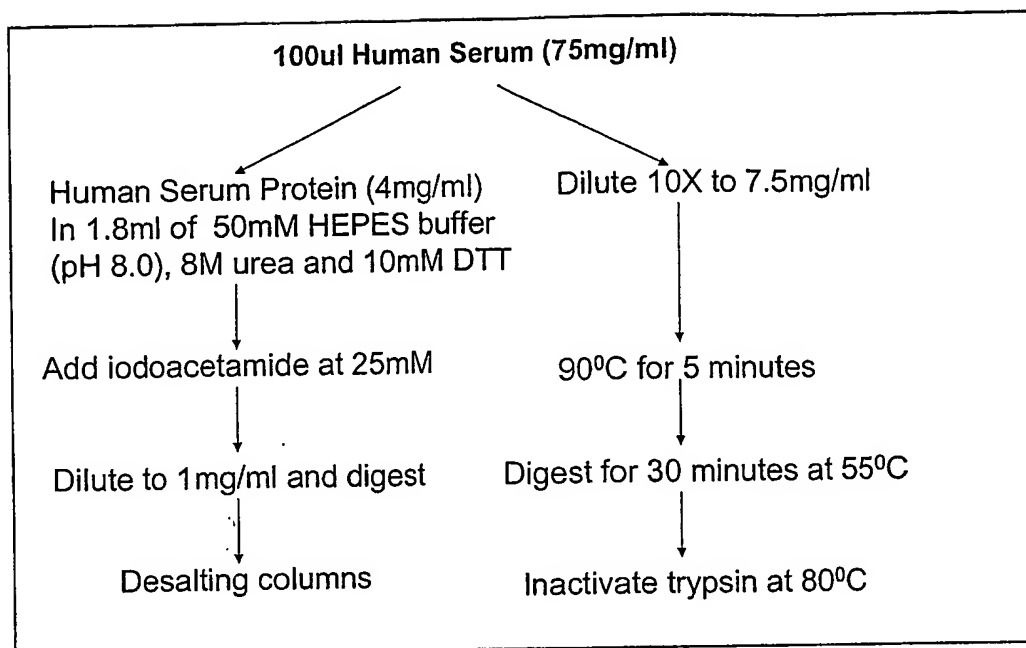 100ul Human Serum (75mg/ml)
Human Serum Protein (4mg/ml)
In 1.8ml of 50mM HEPES buffer
(pH 8.0), 8M urea and 10mM DTT
Add iodoacetamide at 25mM
Dilute to 1mg/ml and digest
Desalting columns
Dilute 10X to 7.5mg/ml
90⁰C for 5 minutes
Digest for 30 minutes at 55⁰C
Inactivate trypsin at 80⁰C